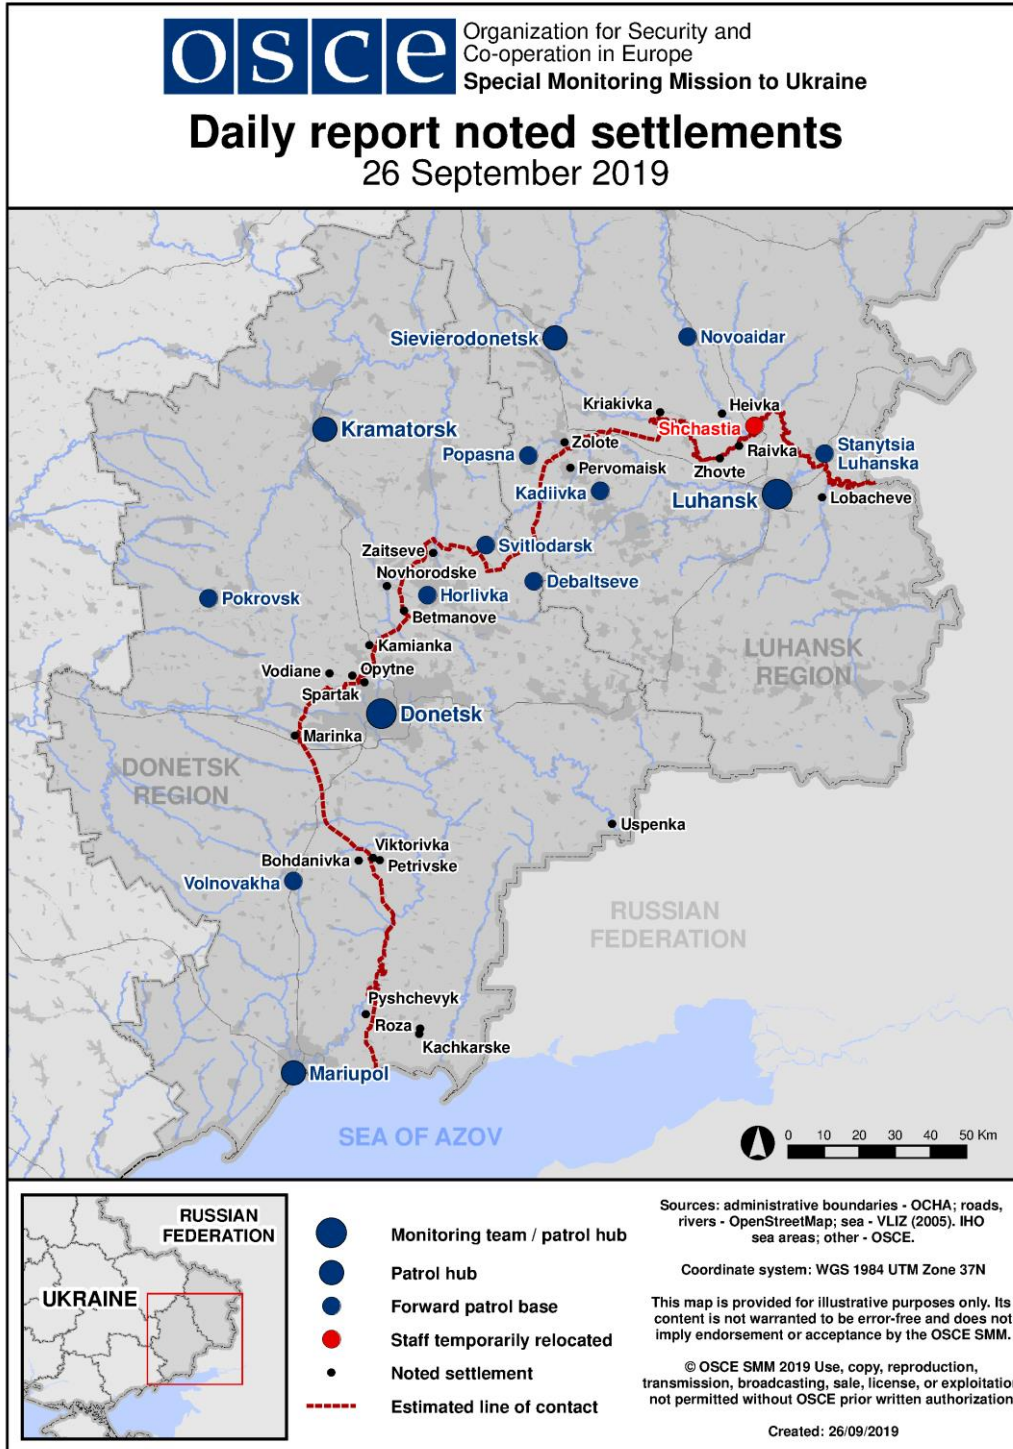 osce
Organization for Security and
Co-operation in Europe
Special Monitoring Mission to Ukraine
Daily report noted settlements
26 September 2019
Sievierodonetsk
Novoaidar
Kriakivka
Heivka
Shchastia
Kramatorsk
Zolote
Raivka
Stanytsia
Luhanska
Popasna
Pervomaisk
Zhovte
Kadiivka
Luhansk
Lobacheve
Svitlodarsk
Zaitseve
Novhorodske
Debaltseve
Pokrovsk
Horlivka
Betmanove
Kamianka
LUHANSK
REGION
Vodiane
Opytne
Spartak
Donetsk
Marinka
DONETSK
REGION
Uspenka
Viktorivka
Bohdanivka
Petrivske
Volnovakha
RUSSIAN
FEDERATION
Pyshchevyk
Roza
Kachkarske
Mariupol
SEA OF AZOV
0 10 20 30 40 50 Km
RUSSIAN
FEDERATION
UKRAINE
Monitoring team / patrol hub
Patrol hub
Forward patrol base
Staff temporarily relocated
Noted settlement
Estimated line of contact
Sources: administrative boundaries - OCHA; roads,
rivers - OpenStreetMap; sea - VLIZ (2005). IHO
sea areas; other - OSCE.
Coordinate system: WGS 1984 UTM Zone 37N
This map is provided for illustrative purposes only. Its
content is not warranted to be error-free and does not
imply endorsement or acceptance by the OSCE SMM.
© OSCE SMM 2019 Use, copy, reproduction,
transmission, broadcasting, sale, license, or exploitation
not permitted without OSCE prior written authorization
Created: 26/09/2019